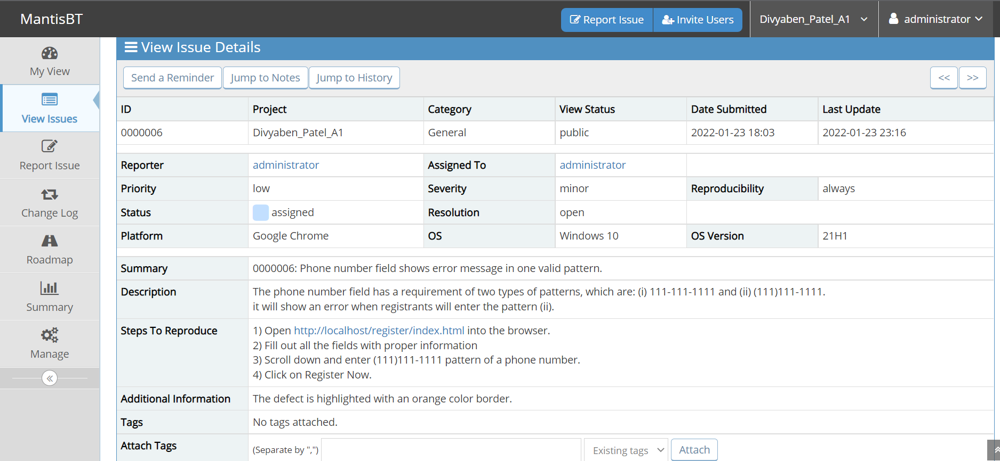 MantisBT
Report Issue
Invite Users
Divyaben_Patel_A1
administrator
My View
View Issues
Report Issue
Change Log
Roadmap
Summary
Manage
View Issue Details
Send a Reminder
Jump to Notes
Jump to History
<<
>>
ID Project Category View Status Date Submitted Last Update
0000006 Divyaben_Patel_A1 General public 2022-01-23 18:03 2022-01-23 23:16
Reporter administrator Assigned To administrator
Priority low Severity minor Reproducibility always
Status assigned Resolution open
Platform Google Chrome OS Windows 10 OS Version 21H1
Summary 0000006: Phone number field shows error message in one valid pattern.
Description The phone number field has a requirement of two types of patterns, which are: (i) 111-111-1111 and (ii) (111)111-1111.
it will show an error when registrants will enter the pattern (ii).
Steps To Reproduce 1) Open http://localhost/register/index.html into the browser.
2) Fill out all the fields with proper information
3) Scroll down and enter (111)111-1111 pattern of a phone number.
4) Click on Register Now.
Additional Information The defect is highlighted with an orange color border.
Tags No tags attached.
Attach Tags (Separate by ",") Existing tags Attach